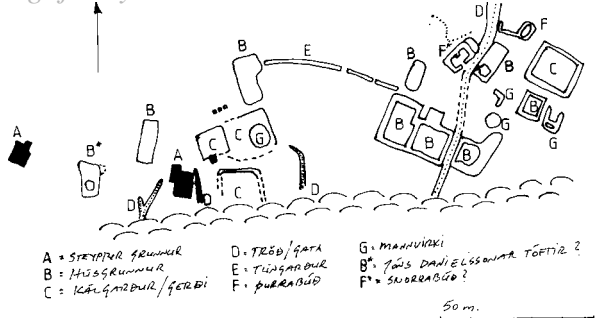 D
F
B
E
B
F
B
C
G
B
B
G
G
B
A
C
C
G
B
B
B*
A
D
C
D
D
A = STEYPTUR GRUNNUR
B = HÚSGRUNNUR
C = KÁLGARÐUR/GERÐI
D = TRÖÐ/GATA
E = TÚNGARÐUR
F = ÞURRABÚÐ
G = MANNVIRKI
B* = JÓNS DANÍELSSONAR TÓFTIR ?
F* = SNORRABÚÐ?
50 m.